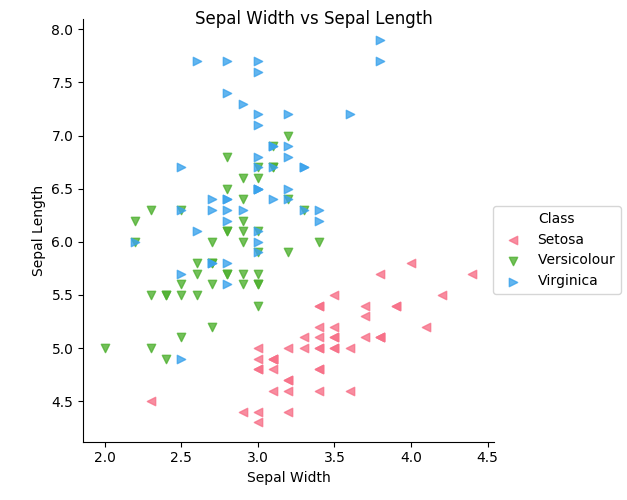 Sepal Width vs Sepal Length
8.0
7.5
7.0
6.5
6.0
5.5
5.0
4.5
Sepal Length
2.0 2.5 3.0 3.5 4.0 4.5
Sepal Width
Class
Setosa
Versicolour
Virginica